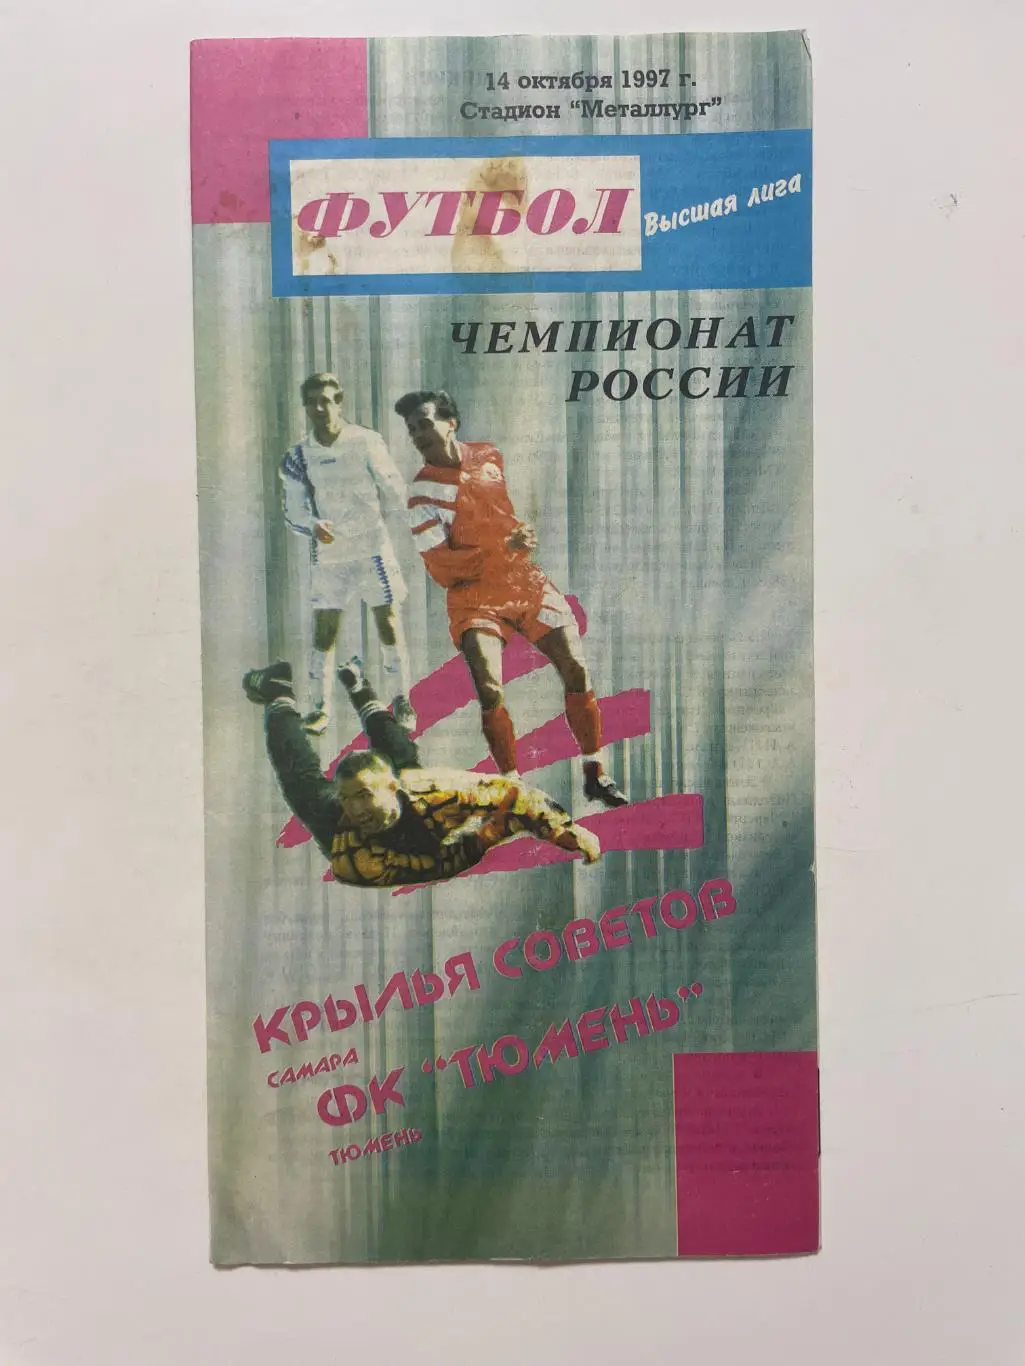 14 октября 1997 г.
Стадион "Металлург"
ФУТБОЛ
Высшая лига
ЧЕМПИОНАТ
РОССИИ
КРЫЛЬЯ СОВЕТОВ
САМАРА
ФК "ТЮМЕНЬ"
ТЮМЕНЬ